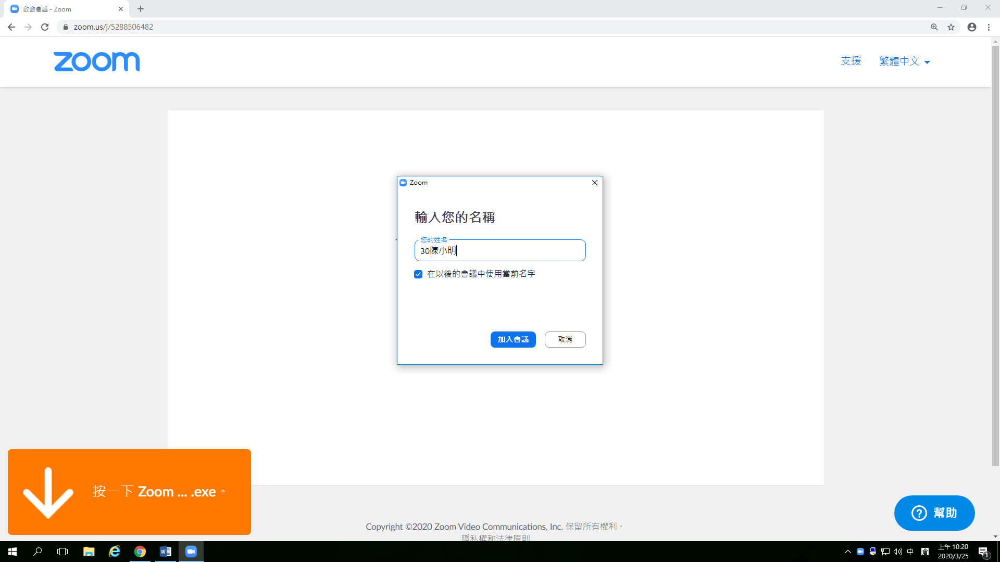 啟動會議 - Zoom
zoom.us/j/5288506482
zoom
支援
繁體中文
Zoom
輸入您的名稱
您的姓名
30陳小明
在以後的會議中使用當前名字
加入會議
取消
按一下 Zoom ... .exe。
幫助
Copyright ©2020 Zoom Video Communications, Inc. 保留所有權利。
隱私權和法律原則
中
倉
上午 10:20
2020/3/25
1